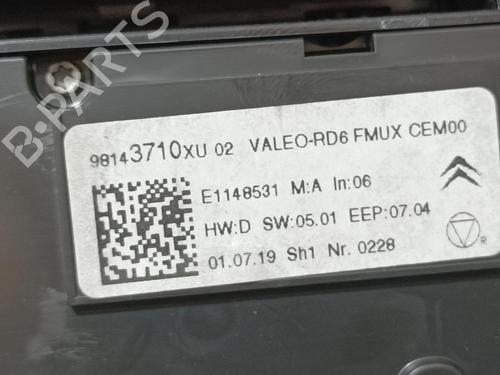 B-PARTS
98143710XU 02 VALEO-RD6 FMUX CEM00
E1148531 M:A In:06
HW:D SW:05.01 EEP:07.04
01.07.19 Sh1 Nr. 0228
R